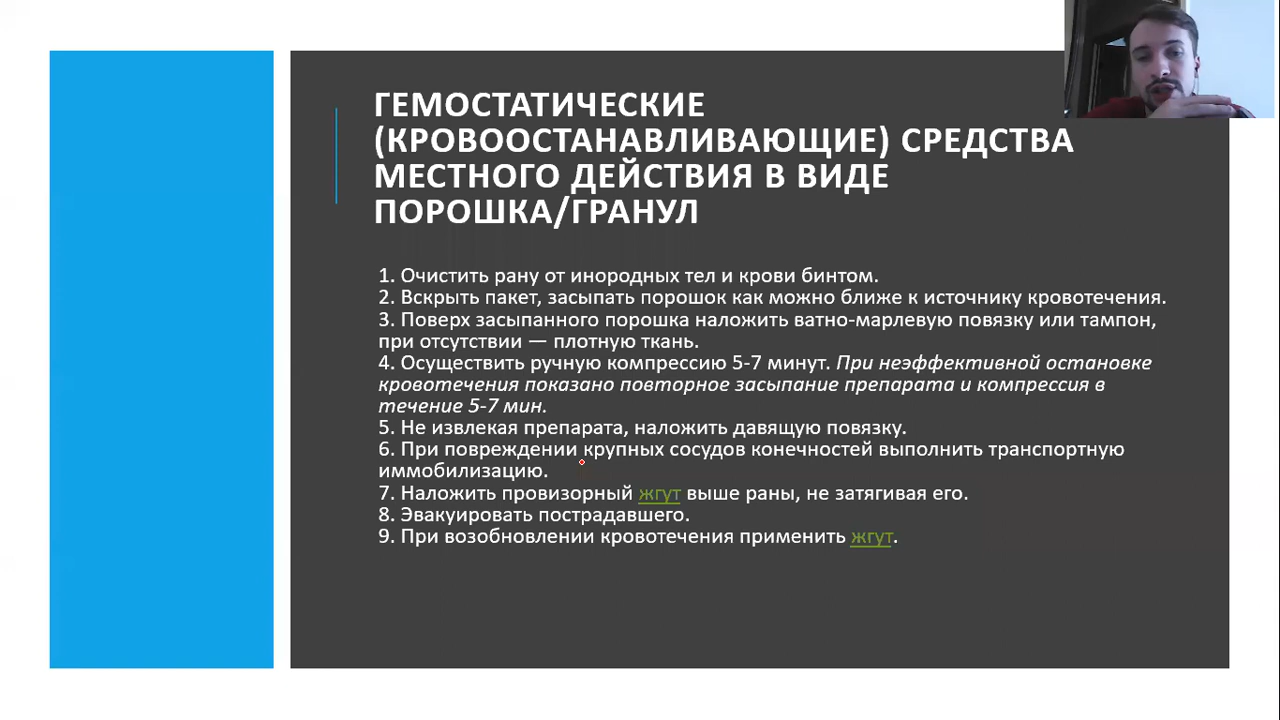 ГЕМОСТАТИЧЕСКИЕ
(КРОВООСТАНАВЛИВАЮЩИЕ) СРЕДСТВА
МЕСТНОГО ДЕЙСТВИЯ В ВИДЕ
ПОРОШКА/ГРАНУЛ
1. Очистить рану от инородных тел и крови бинтом.
2. Вскрыть пакет, засыпать порошок как можно ближе к источнику кровотечения.
3. Поверх засыпанного порошка наложить ватно-марлевую повязку или тампон,
при отсутствии — плотную ткань.
4. Осуществить ручную компрессию 5-7 минут. При неэффективной остановке
кровотечения показано повторное засыпание препарата и компрессия в
течение 5-7 мин.
5. Не извлекая препарата, наложить давящую повязку.
6. При повреждении крупных сосудов конечностей выполнить транспортную
иммобилизацию.
7. Наложить провизорный жгут выше раны, не затягивая его.
8. Эвакуировать пострадавшего.
9. При возобновлении кровотечения применить жгут.